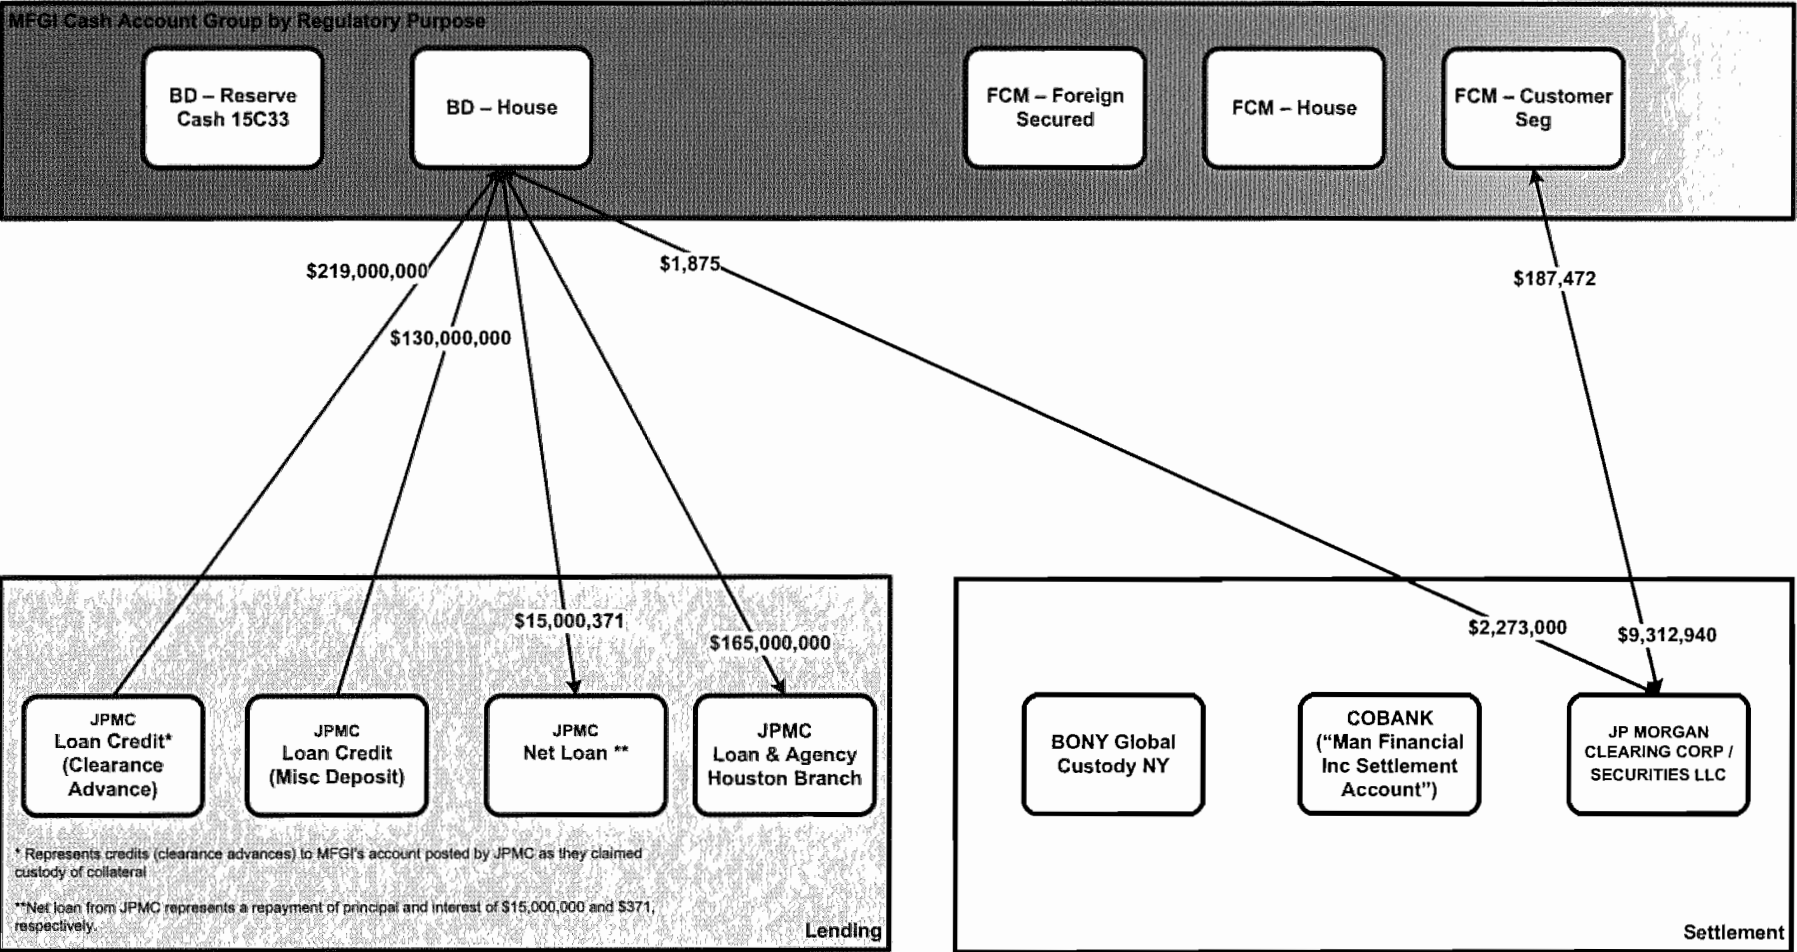 MFGI Cash Account Group by Regulatory Purpose
BD – Reserve
Cash 15C33
BD – House
FCM – Foreign
Secured
FCM – House
FCM – Customer
Seg
$219,000,000
$130,000,000
$1,875
$187,472
$15,000,371
$165,000,000
$2,273,000
$9,312,940
JPMC
Loan Credit*
(Clearance
Advance)
JPMC
Loan Credit
(Misc Deposit)
JPMC
Net Loan **
JPMC
Loan & Agency
Houston Branch
BONY Global
Custody NY
COBANK
(“Man Financial
Inc Settlement
Account”)
JP MORGAN
CLEARING CORP /
SECURITIES LLC
* Represents credits (clearance advances) to MFGI's account posted by JPMC as they claimed
custody of collateral
**Net loan from JPMC represents a repayment of principal and interest of $15,000,000 and $371,
respectively.
Lending
Settlement